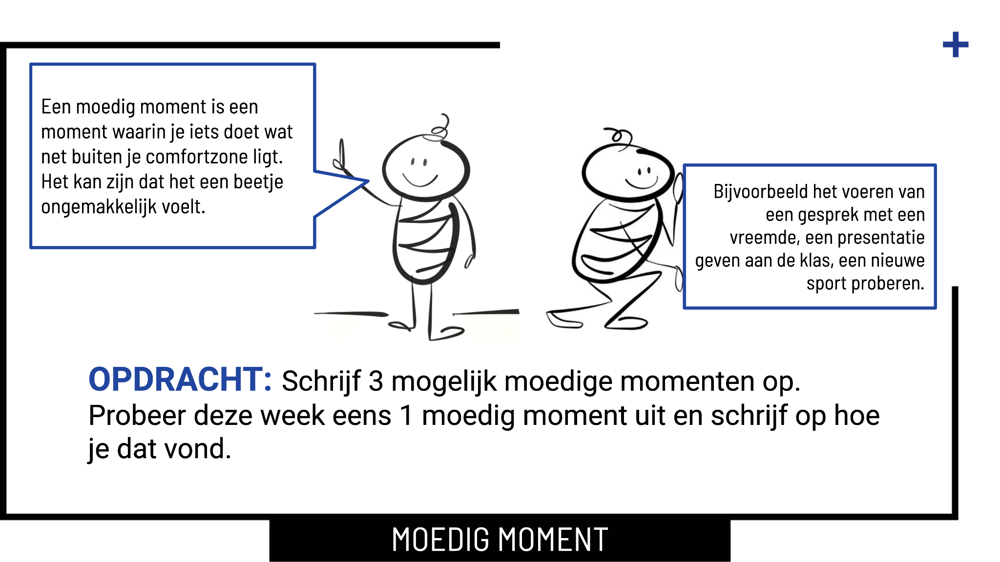 Een moedig moment is een
moment waarin je iets doet wat
net buiten je comfortzone ligt.
Het kan zijn dat het een beetje
ongemakkelijk voelt.
Bijvoorbeeld het voeren van
een gesprek met een
vreemde, een presentatie
geven aan de klas, een nieuwe
sport proberen.
OPDRACHT: Schrijf 3 mogelijk moedige momenten op.
Probeer deze week eens 1 moedig moment uit en schrijf op hoe
je dat vond.
MOEDIG MOMENT